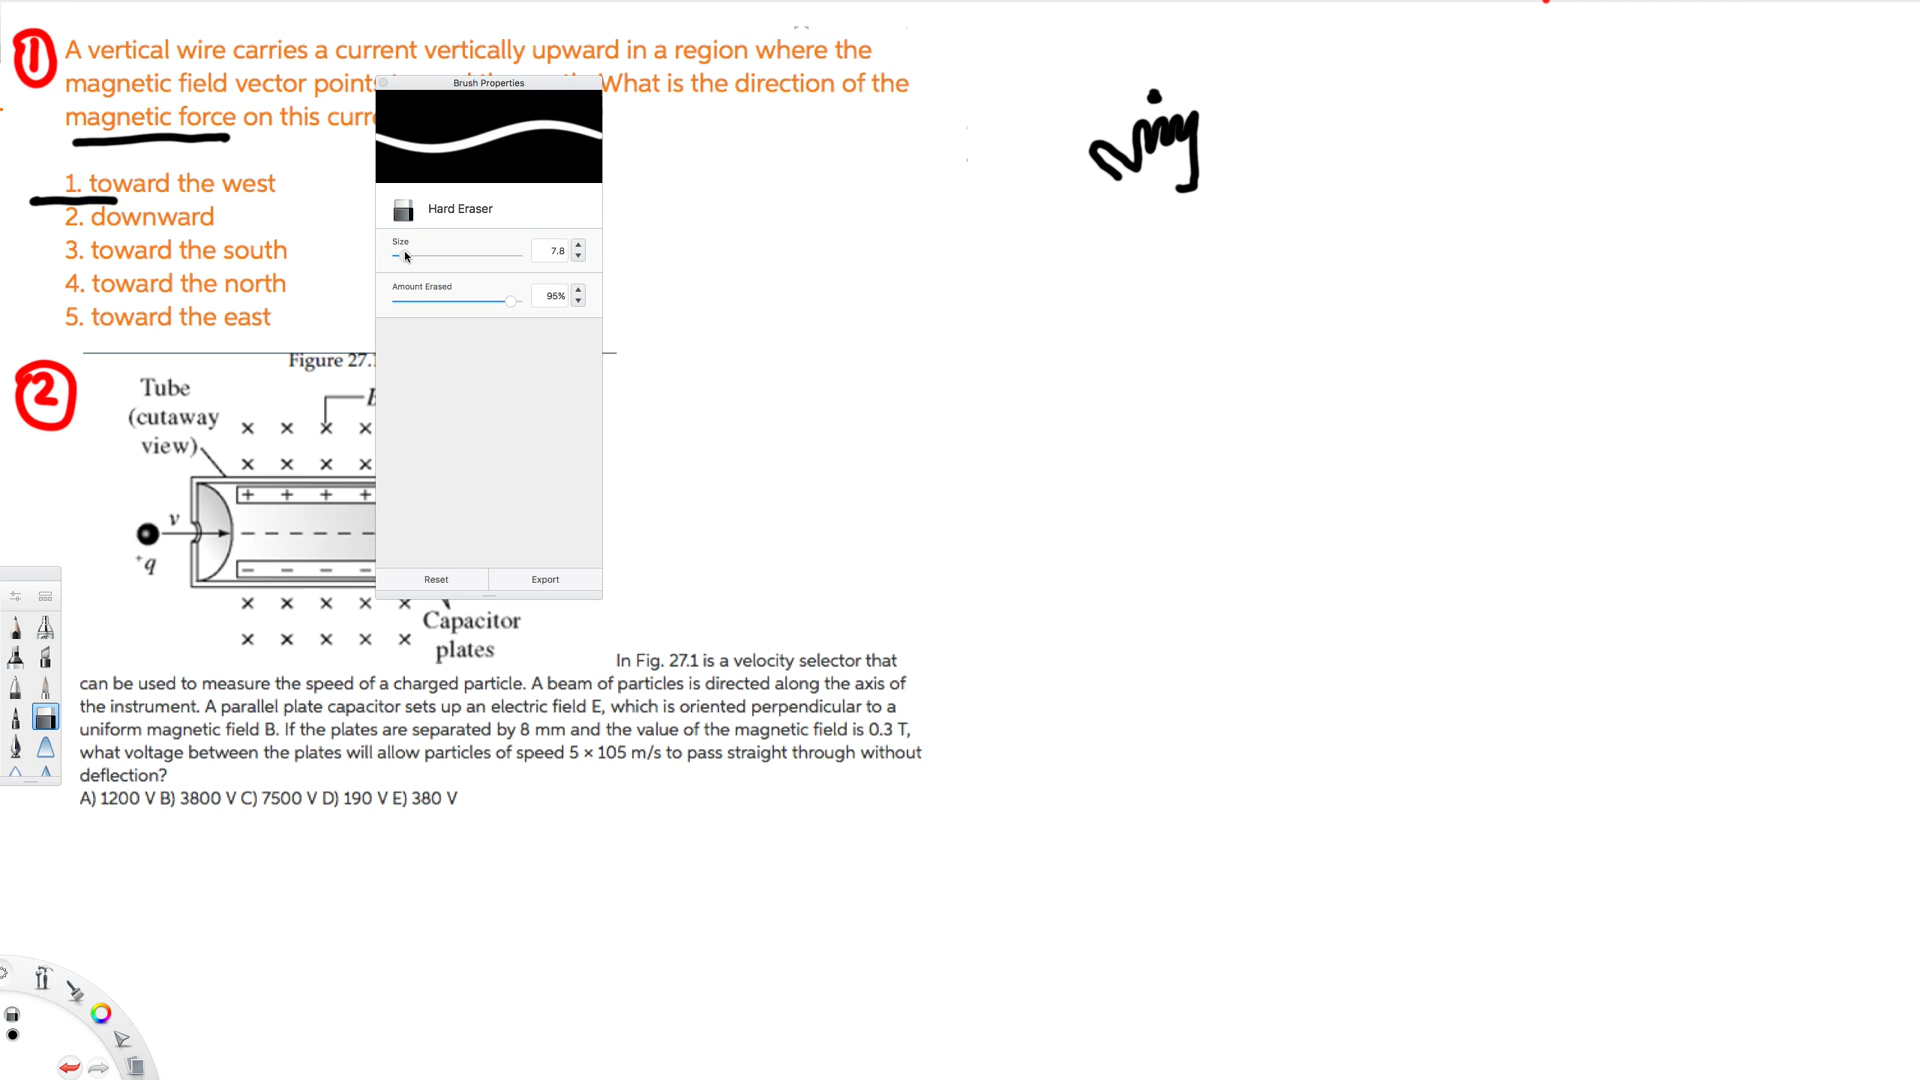 1 A vertical wire carries a current vertically upward in a region where the
magnetic field vector points What is the direction of the
magnetic force on this curr
1. toward the west
2. downward
3. toward the south
4. toward the north
5. toward the east
Brush Properties
Hard Eraser
Size
7.8
Amount Erased
95%
Reset Export
2
Figure 27.1
Tube
(cutaway
view)
× × × ×
× × × ×
+ + + +
v
+q
− − − −
× × × × ×
× × × × ×
Capacitor
plates
In Fig. 27.1 is a velocity selector that
can be used to measure the speed of a charged particle. A beam of particles is directed along the axis of
the instrument. A parallel plate capacitor sets up an electric field E, which is oriented perpendicular to a
uniform magnetic field B. If the plates are separated by 8 mm and the value of the magnetic field is 0.3 T,
what voltage between the plates will allow particles of speed 5 × 105 m/s to pass straight through without
deflection?
A) 1200 V B) 3800 V C) 7500 V D) 190 V E) 380 V